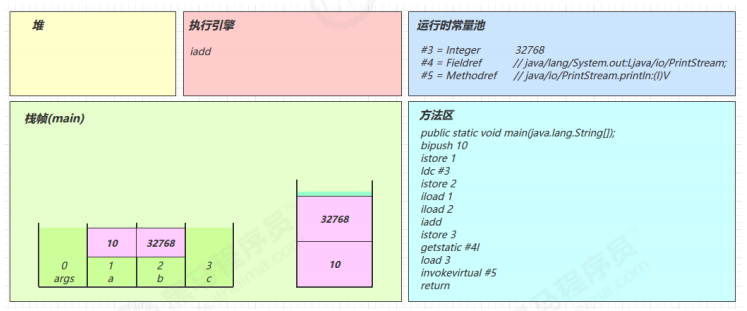 堆
执行引擎
iadd
运行时常量池
#3 = Integer 32768
#4 = Fieldref // java/lang/System.out:Ljava/io/PrintStream;
#5 = Methodref // java/io/PrintStream.println:(I)V
栈帧(main)
10 32768
0 1 2 3
args a b c
32768
10
方法区
public static void main(java.lang.String[]);
bipush 10
istore 1
ldc #3
istore 2
iload 1
iload 2
iadd
istore 3
getstatic #4l
load 3
invokevirtual #5
return